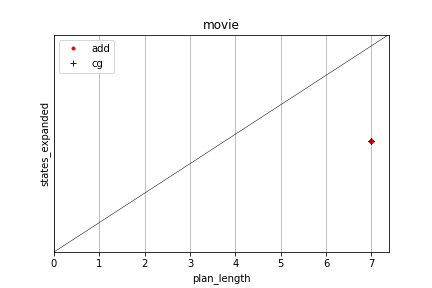 movie
add
cg
states_expanded
0 1 2 3 4 5 6 7
plan_length